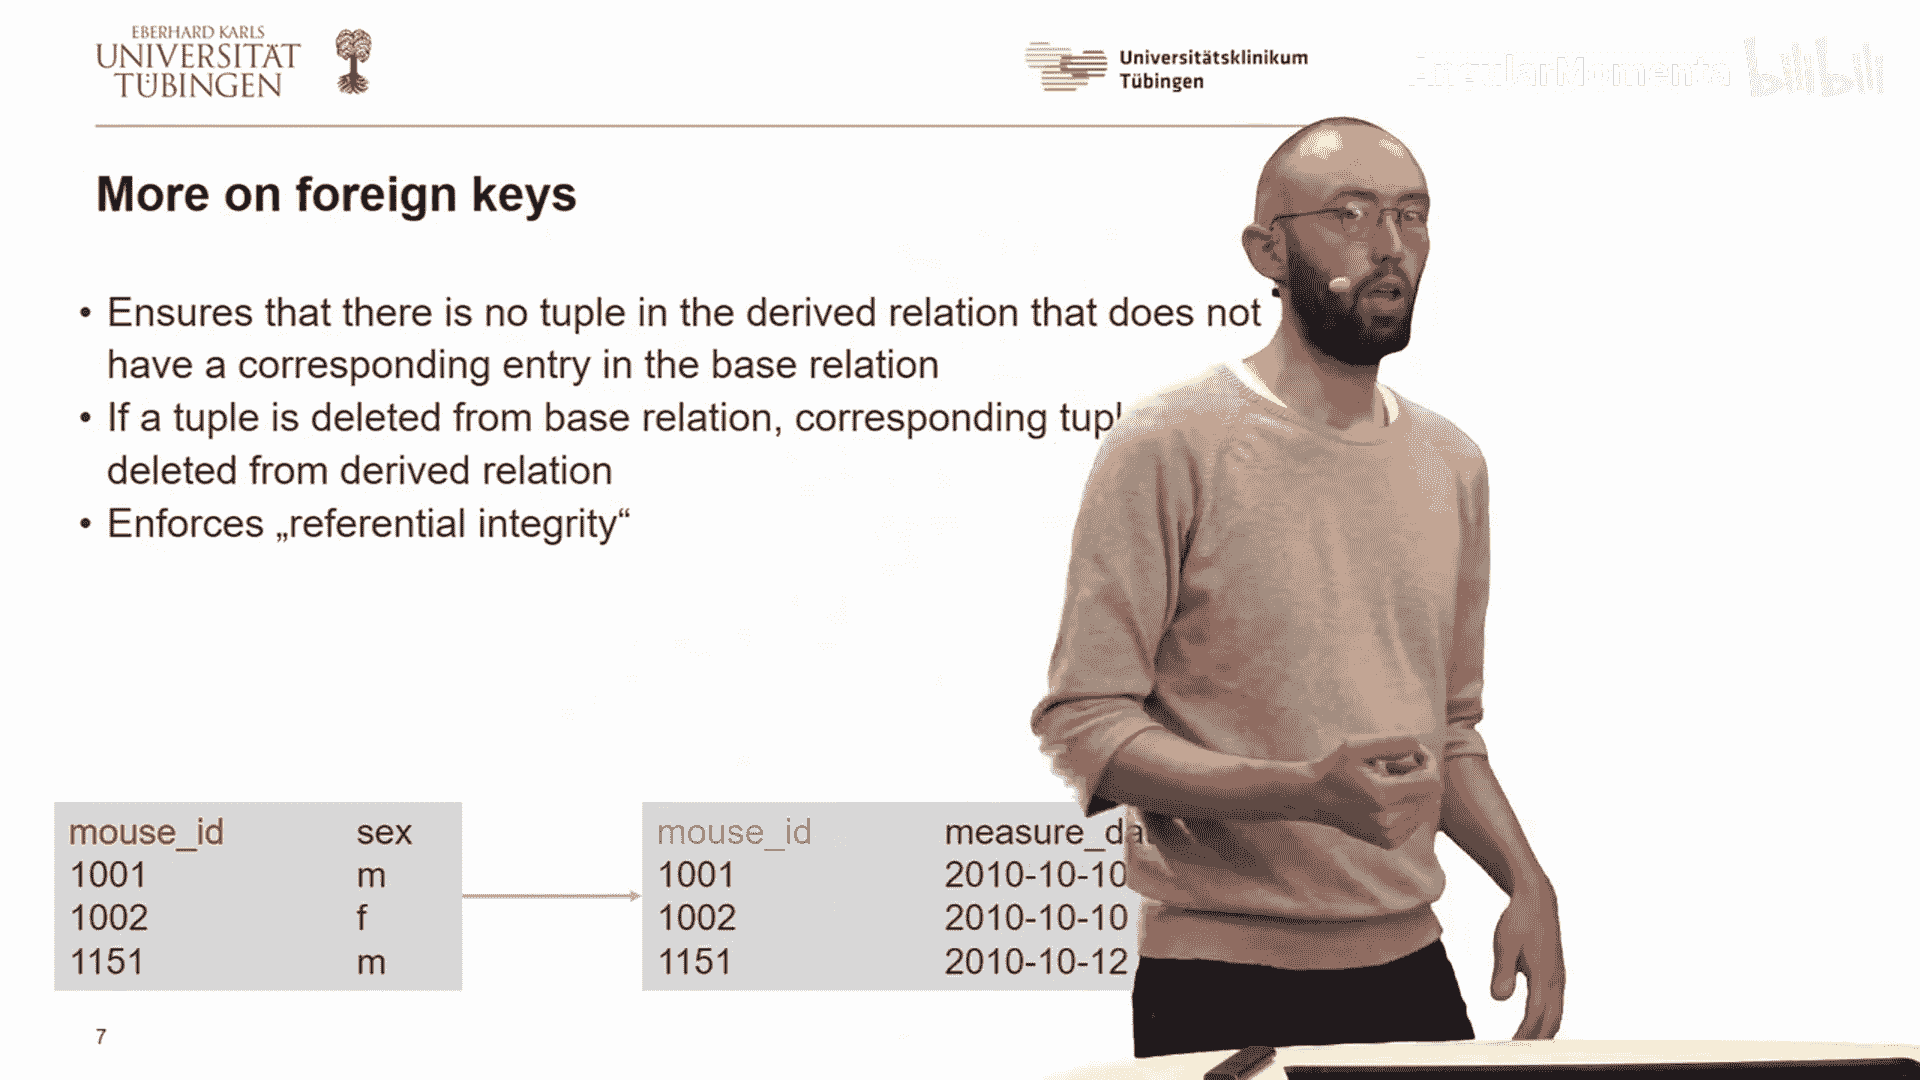 EBERHARD KARLS
UNIVERSITÄT
TÜBINGEN
Universitätsklinikum
Tübingen
AngularMomenta bilibili
More on foreign keys
• Ensures that there is no tuple in the derived relation that does not
have a corresponding entry in the base relation
• If a tuple is deleted from base relation, corresponding
deleted from derived relation
• Enforces „referential integrity“
mouse_id sex
1001 m
1002 f
1151 m
mouse_id
1001 2010-10-10
1002 2010-10-10
1151 2010-10-12
7